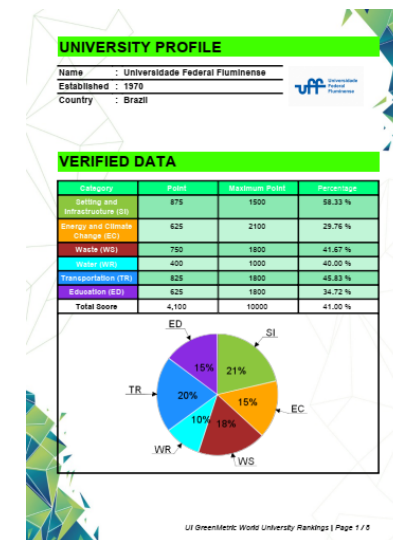 UNIVERSITY PROFILE
Name : Universidade Federal Fluminense
Established : 1970
Country : Brazil
uff Universidade
Federal
Fluminense
VERIFIED DATA
Category Point Maximum Point Percentage
Setting and
Infrastructure (SI) 875 1500 58.33 %
Energy and Climate
Change (EC) 625 2100 29.76 %
Waste (WS) 750 1800 41.67 %
Water (WR) 400 1000 40.00 %
Transportation (TR) 825 1800 45.83 %
Education (ED) 625 1800 34.72 %
Total Score 4,100 10000 41.00 %
ED
SI
15% 21%
TR
20% 15%
EC
10% 18%
WR
WS
UI GreenMetric World University Rankings | Page 1 / 6